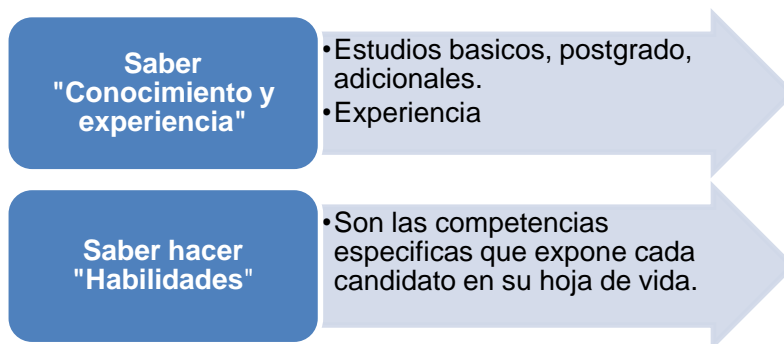 Saber
"Conocimiento y
experiencia"
•Estudios basicos, postgrado,
adicionales.
•Experiencia
Saber hacer
"Habilidades"
•Son las competencias
especificas que expone cada
candidato en su hoja de vida.